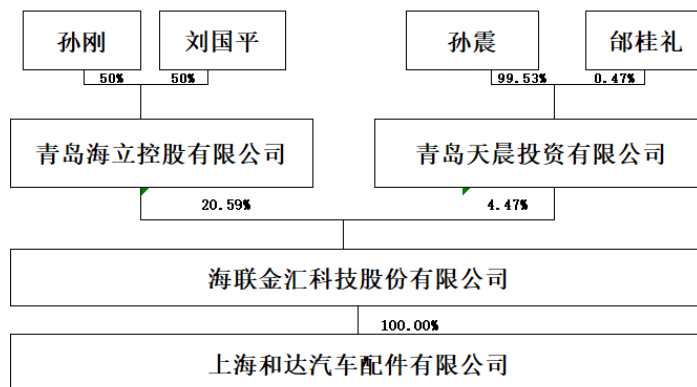 孙刚
刘国平
孙震
邰桂礼
50%
50%
99.53%
0.47%
青岛海立控股有限公司
青岛天晨投资有限公司
20.59%
4.47%
海联金汇科技股份有限公司
100.00%
上海和达汽车配件有限公司